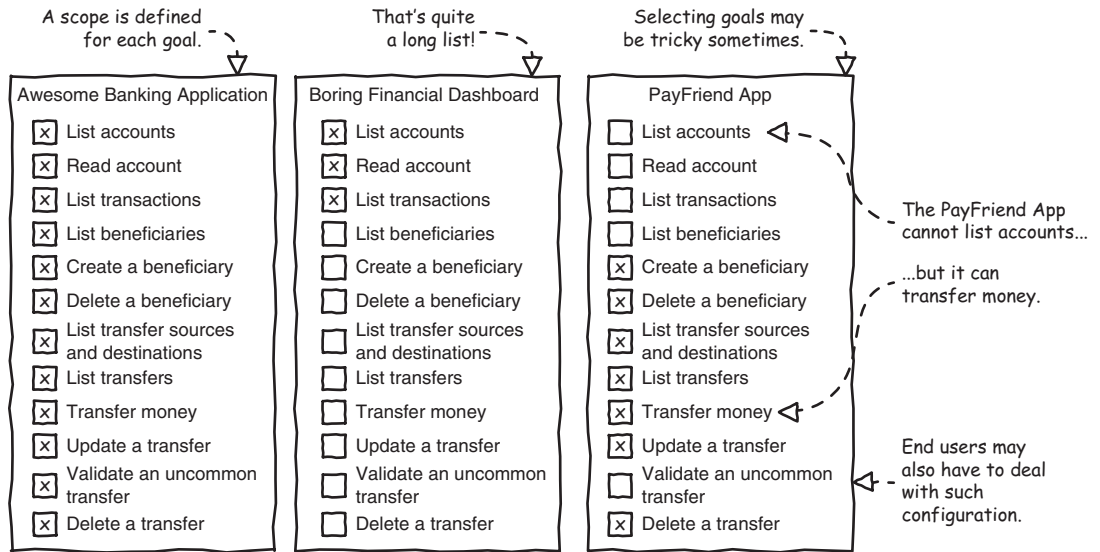 A scope is defined
for each goal.
That's quite
a long list!
Selecting goals may
be tricky sometimes.
Awesome Banking Application
x List accounts
x Read account
x List transactions
x List beneficiaries
x Create a beneficiary
x Delete a beneficiary
x List transfer sources
and destinations
x List transfers
x Transfer money
x Update a transfer
x Validate an uncommon
transfer
x Delete a transfer
Boring Financial Dashboard
x List accounts
x Read account
x List transactions
List beneficiaries
Create a beneficiary
Delete a beneficiary
List transfer sources
and destinations
List transfers
Transfer money
Update a transfer
Validate an uncommon
transfer
Delete a transfer
PayFriend App
List accounts
Read account
List transactions
List beneficiaries
x Create a beneficiary
x Delete a beneficiary
x List transfer sources
and destinations
x List transfers
x Transfer money
x Update a transfer
Validate an uncommon
transfer
x Delete a transfer
The PayFriend App
cannot list accounts...
...but it can
transfer money.
End users may
also have to deal
with such
configuration.